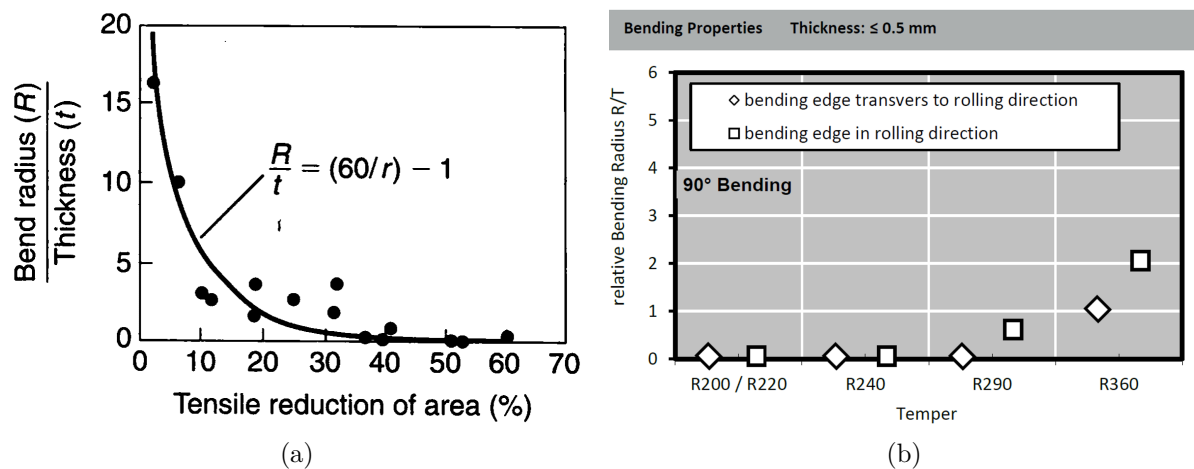 20
15
10
5
0
Bend radius (R)
Thickness (t)
R
t
= (60/r) − 1
0 10 20 30 40 50 60 70
Tensile reduction of area (%)
(a)
Bending Properties Thickness: ≤ 0.5 mm
6
5
4
3
2
1
0
relative Bending Radius R/T
bending edge transvers to rolling direction
bending edge in rolling direction
90° Bending
R200 / R220 R240 R290 R360
Temper
(b)